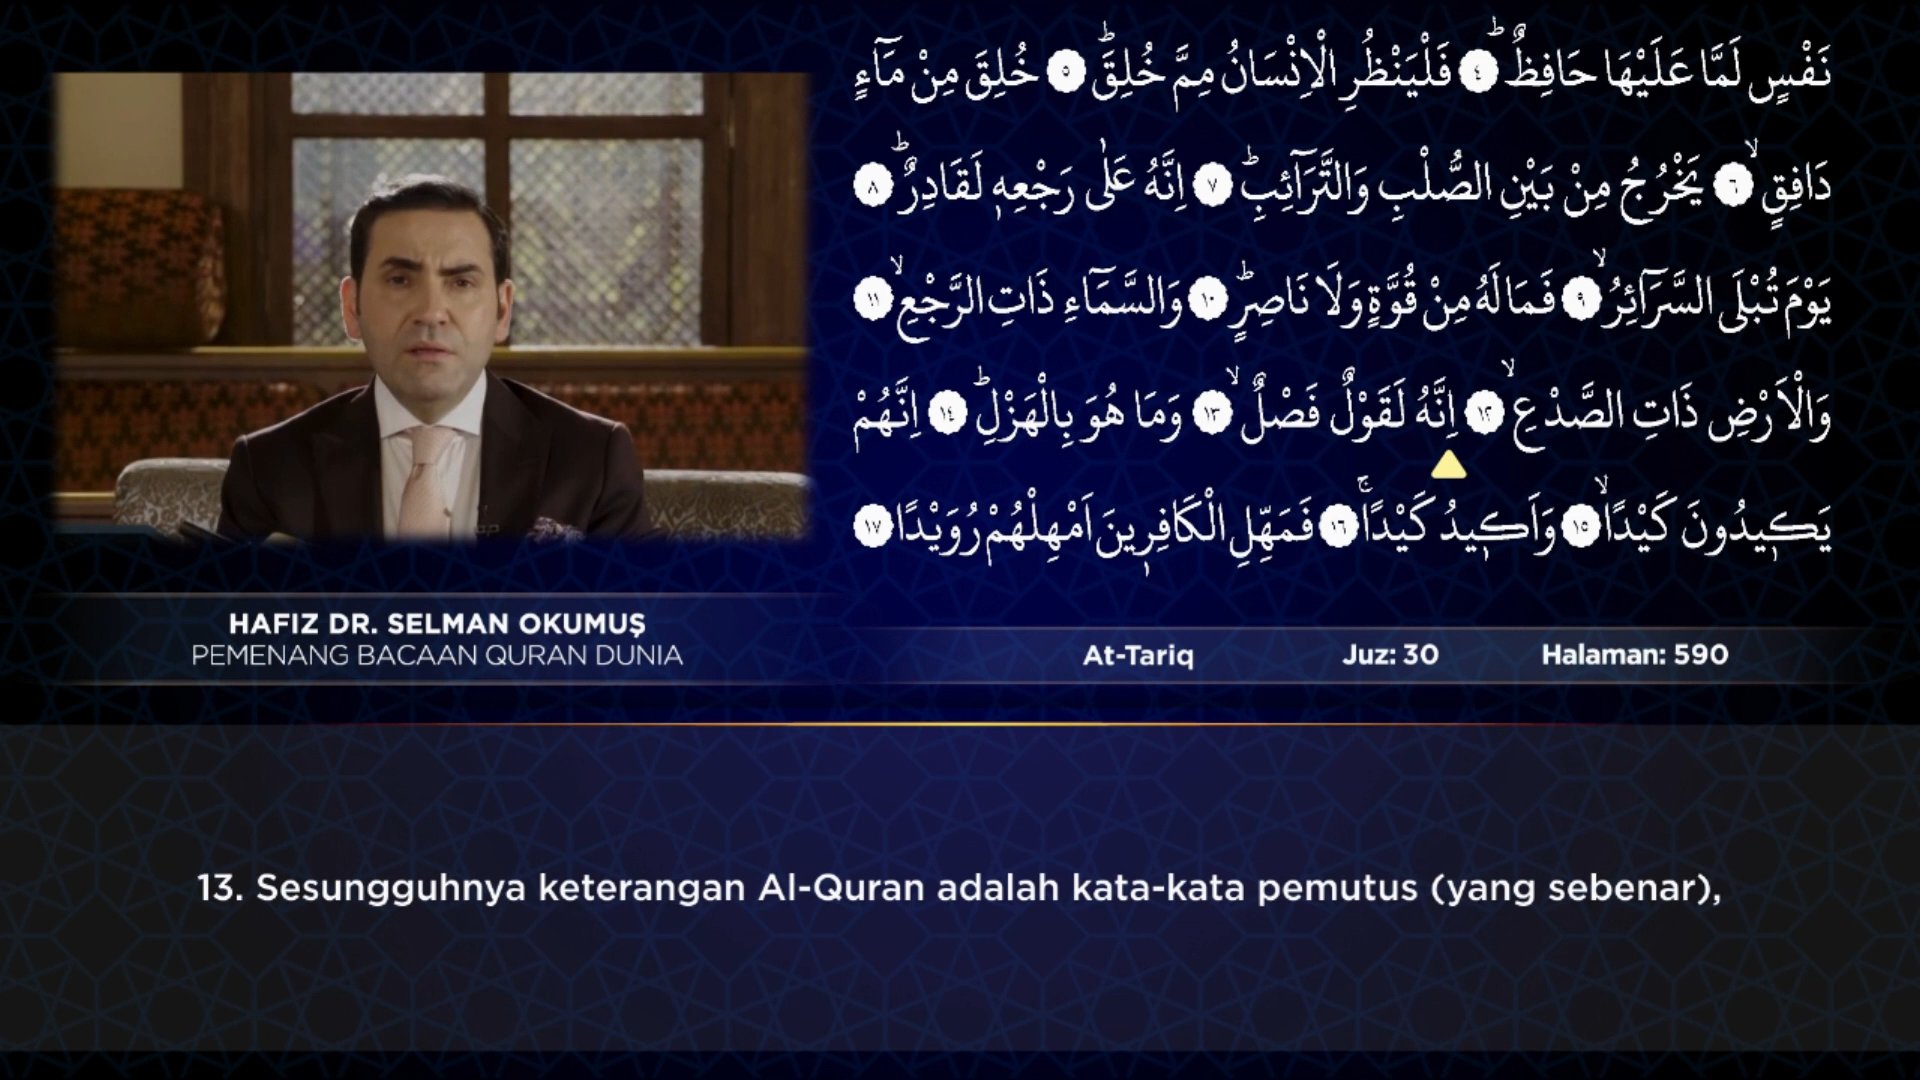 نَفْسٍ لَمَّا عَلَيْهَا حَافِظٌۜ ﴿٤﴾ فَلْيَنْظُرِ الْاِنْسَانُ مِمَّ خُلِقَۜ ﴿٥﴾ خُلِقَ مِنْ مَٓاءٍ
دَافِقٍۙ ﴿٦﴾ يَخْرُجُ مِنْ بَيْنِ الصُّلْبِ وَالتَّرَٓائِبِۜ ﴿٧﴾ اِنَّهُ عَلٰى رَجْعِه۪ لَقَادِرٌۜ ﴿٨﴾
يَوْمَ تُبْلَى السَّرَٓائِرُۙ ﴿٩﴾ فَمَا لَهُ مِنْ قُوَّةٍ وَلَا نَاصِرٍۜ ﴿١٠﴾ وَالسَّمَٓاءِ ذَاتِ الرَّجْعِۙ ﴿١١﴾
وَالْاَرْضِ ذَاتِ الصَّدْعِۙ ﴿١٢﴾ اِنَّهُ لَقَوْلٌ فَصْلٌۙ ﴿١٣﴾ وَمَا هُوَ بِالْهَزْلِۜ ﴿١٤﴾ اِنَّهُمْ
يَك۪يدُونَ كَيْدًاۙ ﴿١٥﴾ وَاَك۪يدُ كَيْدًاۚ ﴿١٦﴾ فَمَهِّلِ الْكَافِر۪ينَ اَمْهِلْهُمْ رُوَيْدًا ﴿١٧﴾
HAFIZ DR. SELMAN OKUMUŞ
PEMENANG BACAAN QURAN DUNIA
At-Tariq Juz: 30 Halaman: 590
13. Sesungguhnya keterangan Al-Quran adalah kata-kata pemutus (yang sebenar),